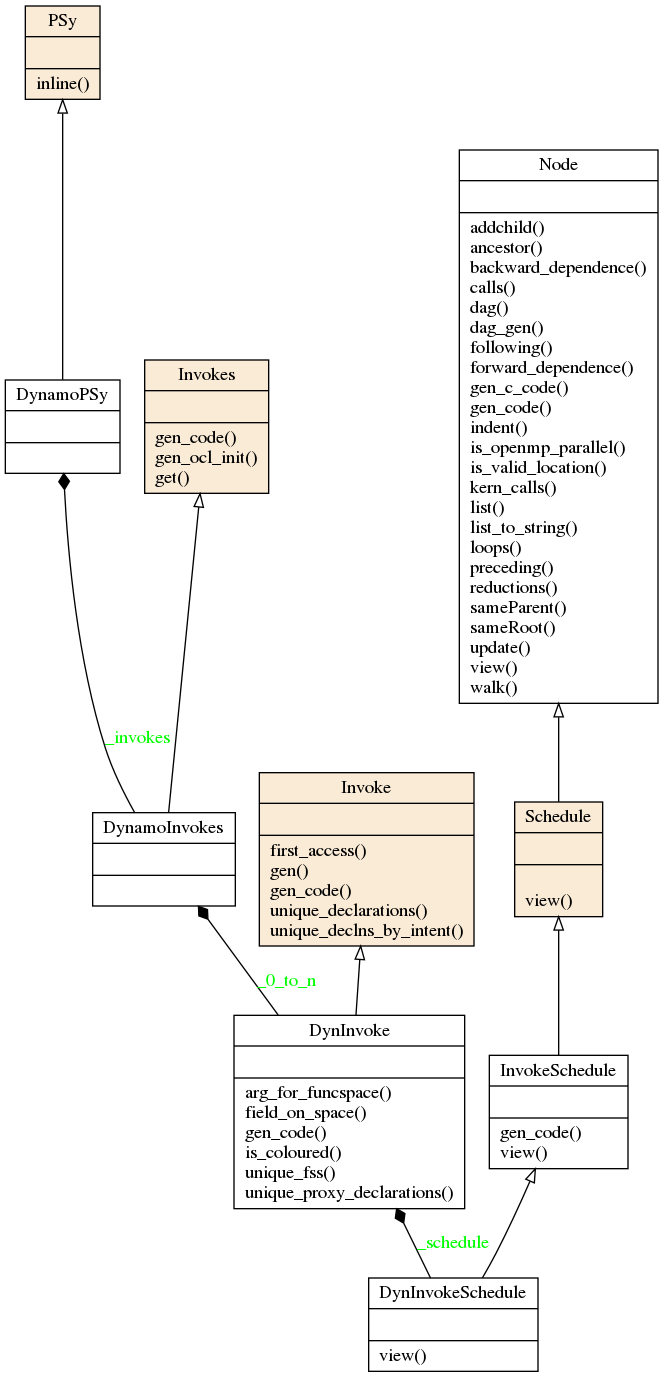 PSy
inline()
Node
addchild()
ancestor()
backward_dependence()
calls()
dag()
dag_gen()
following()
forward_dependence()
gen_c_code()
gen_code()
indent()
is_openmp_parallel()
is_valid_location()
kern_calls()
list()
list_to_string()
loops()
preceding()
reductions()
sameParent()
sameRoot()
update()
view()
walk()
DynamoPSy
Invokes
gen_code()
gen_ocl_init()
get()
_invokes
DynamoInvokes
Invoke
first_access()
gen()
gen_code()
unique_declarations()
unique_declns_by_intent()
Schedule
view()
_0_to_n
DynInvoke
arg_for_funcspace()
field_on_space()
gen_code()
is_coloured()
unique_fss()
unique_proxy_declarations()
InvokeSchedule
gen_code()
view()
_schedule
DynInvokeSchedule
view()